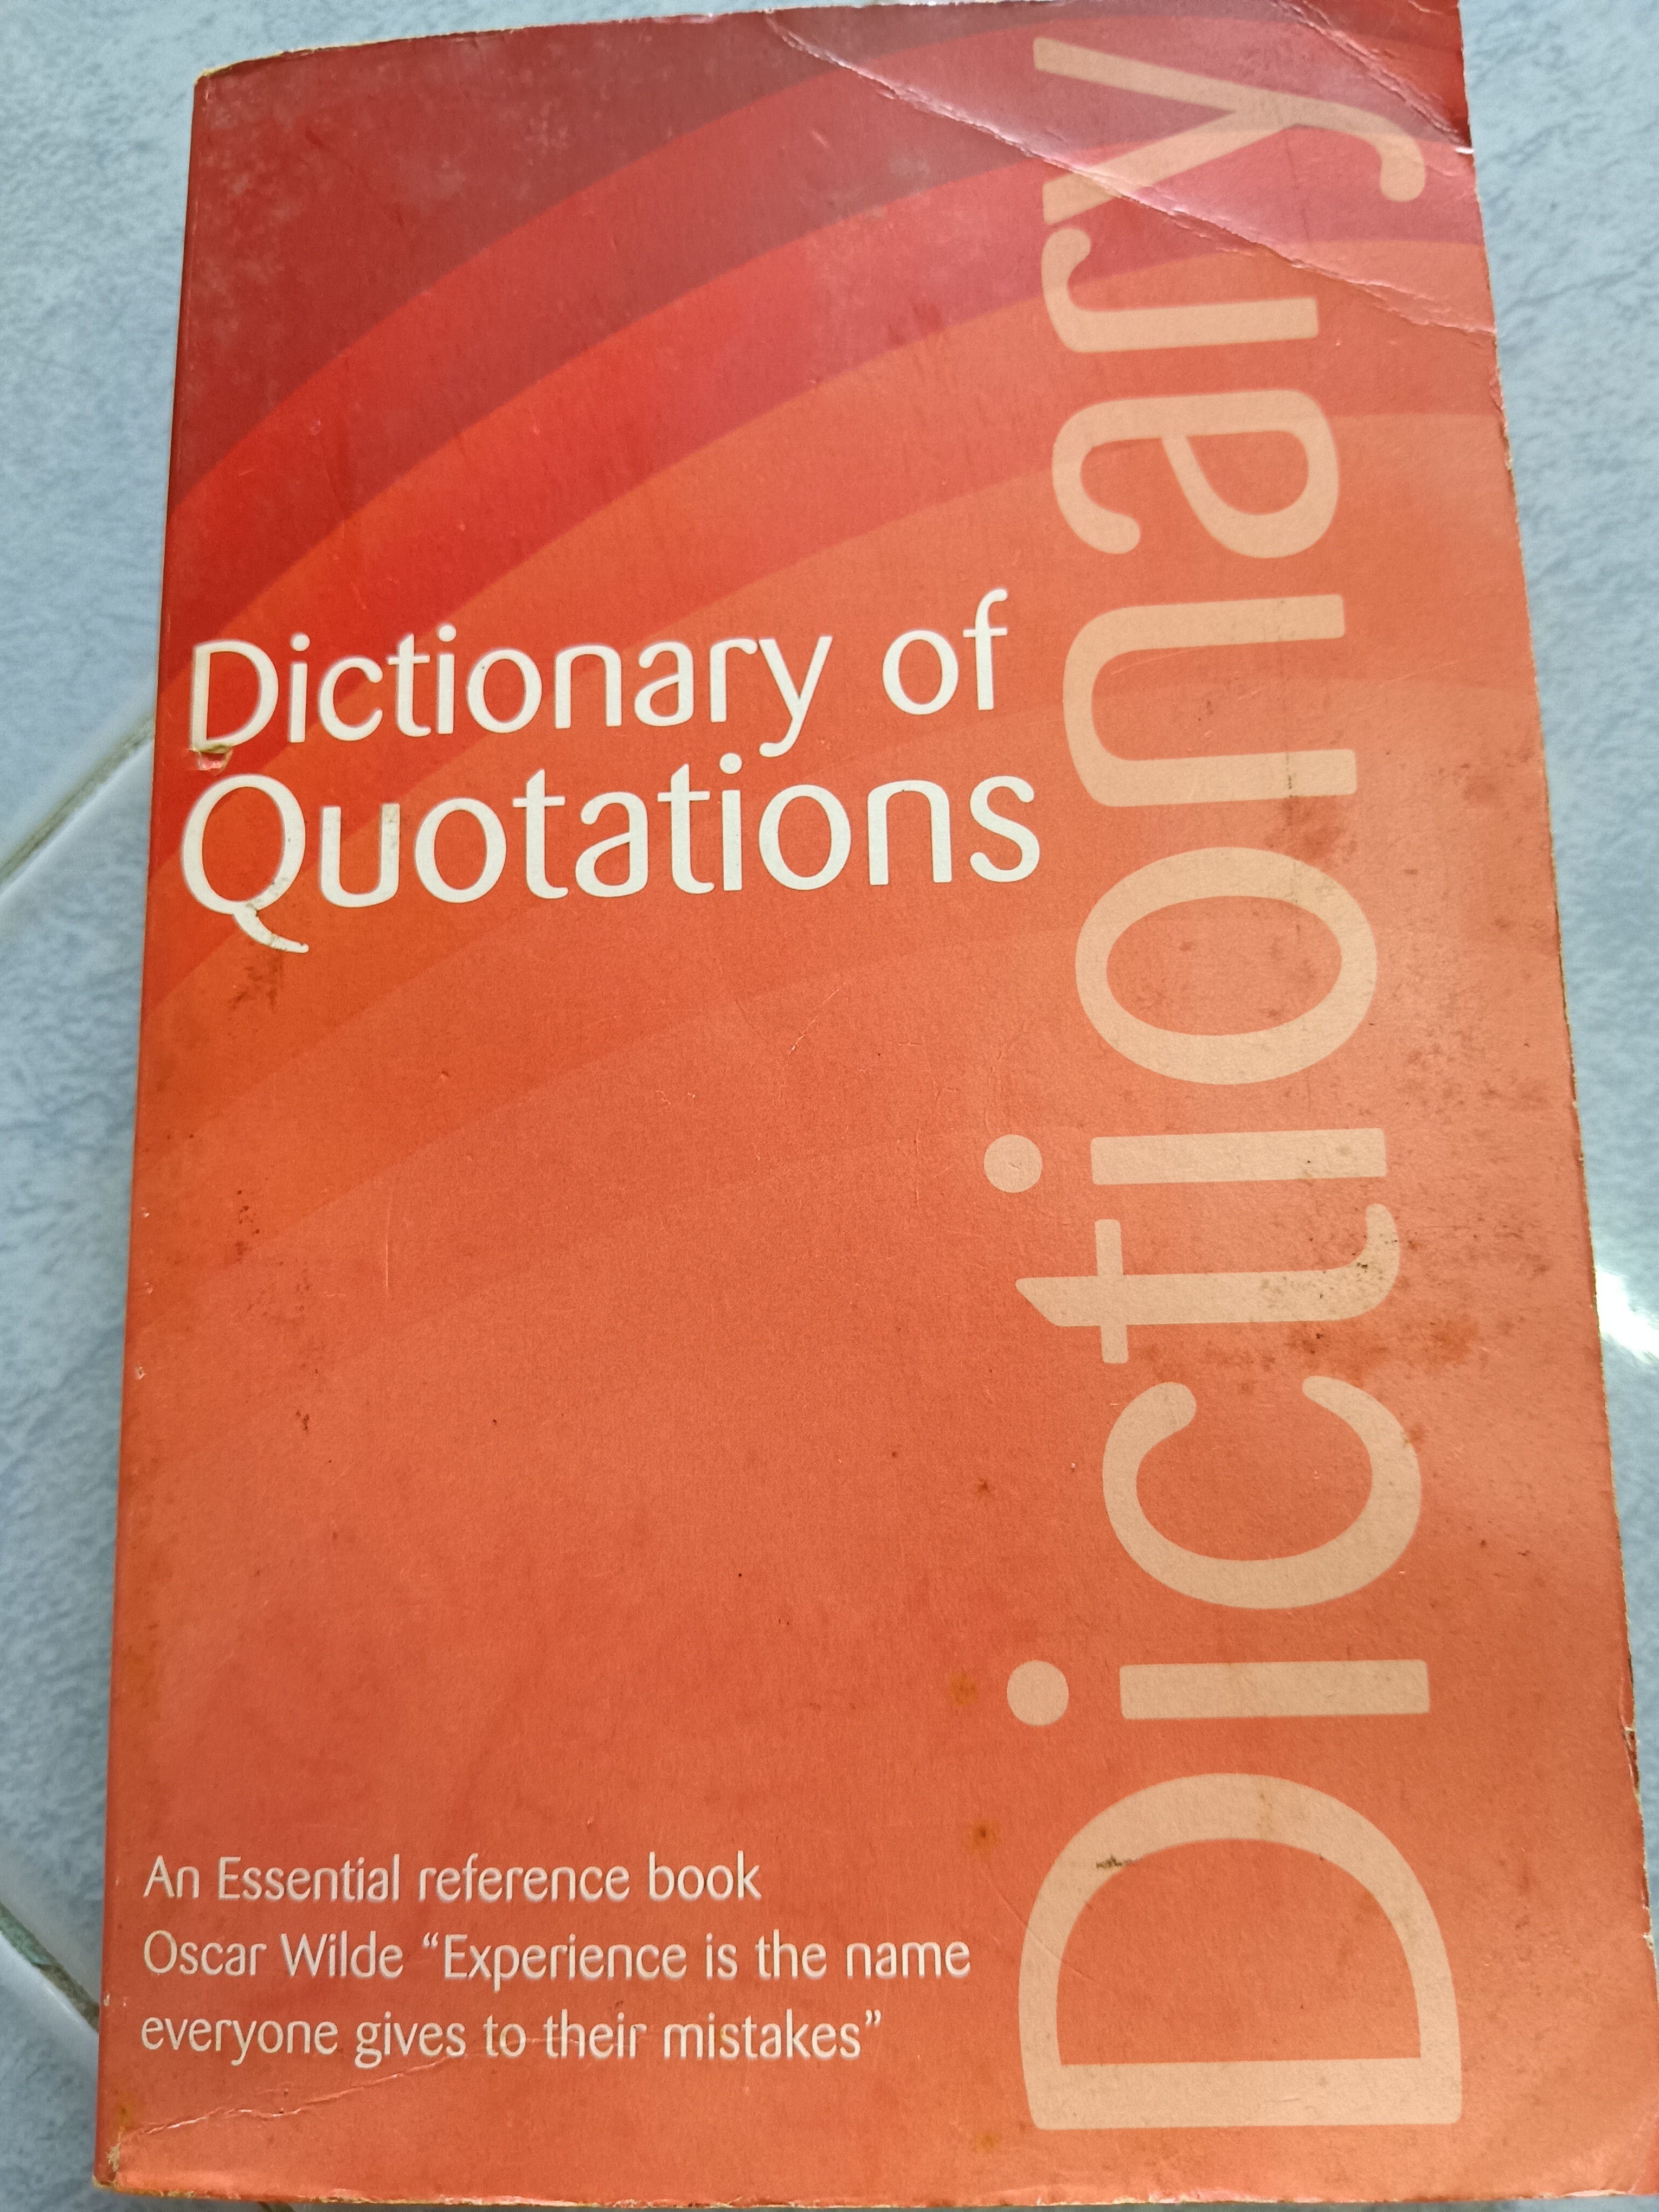 Dictionary of
Quotations
Dictionary
An Essential reference book
Oscar Wilde “Experience is the name
everyone gives to their mistakes”